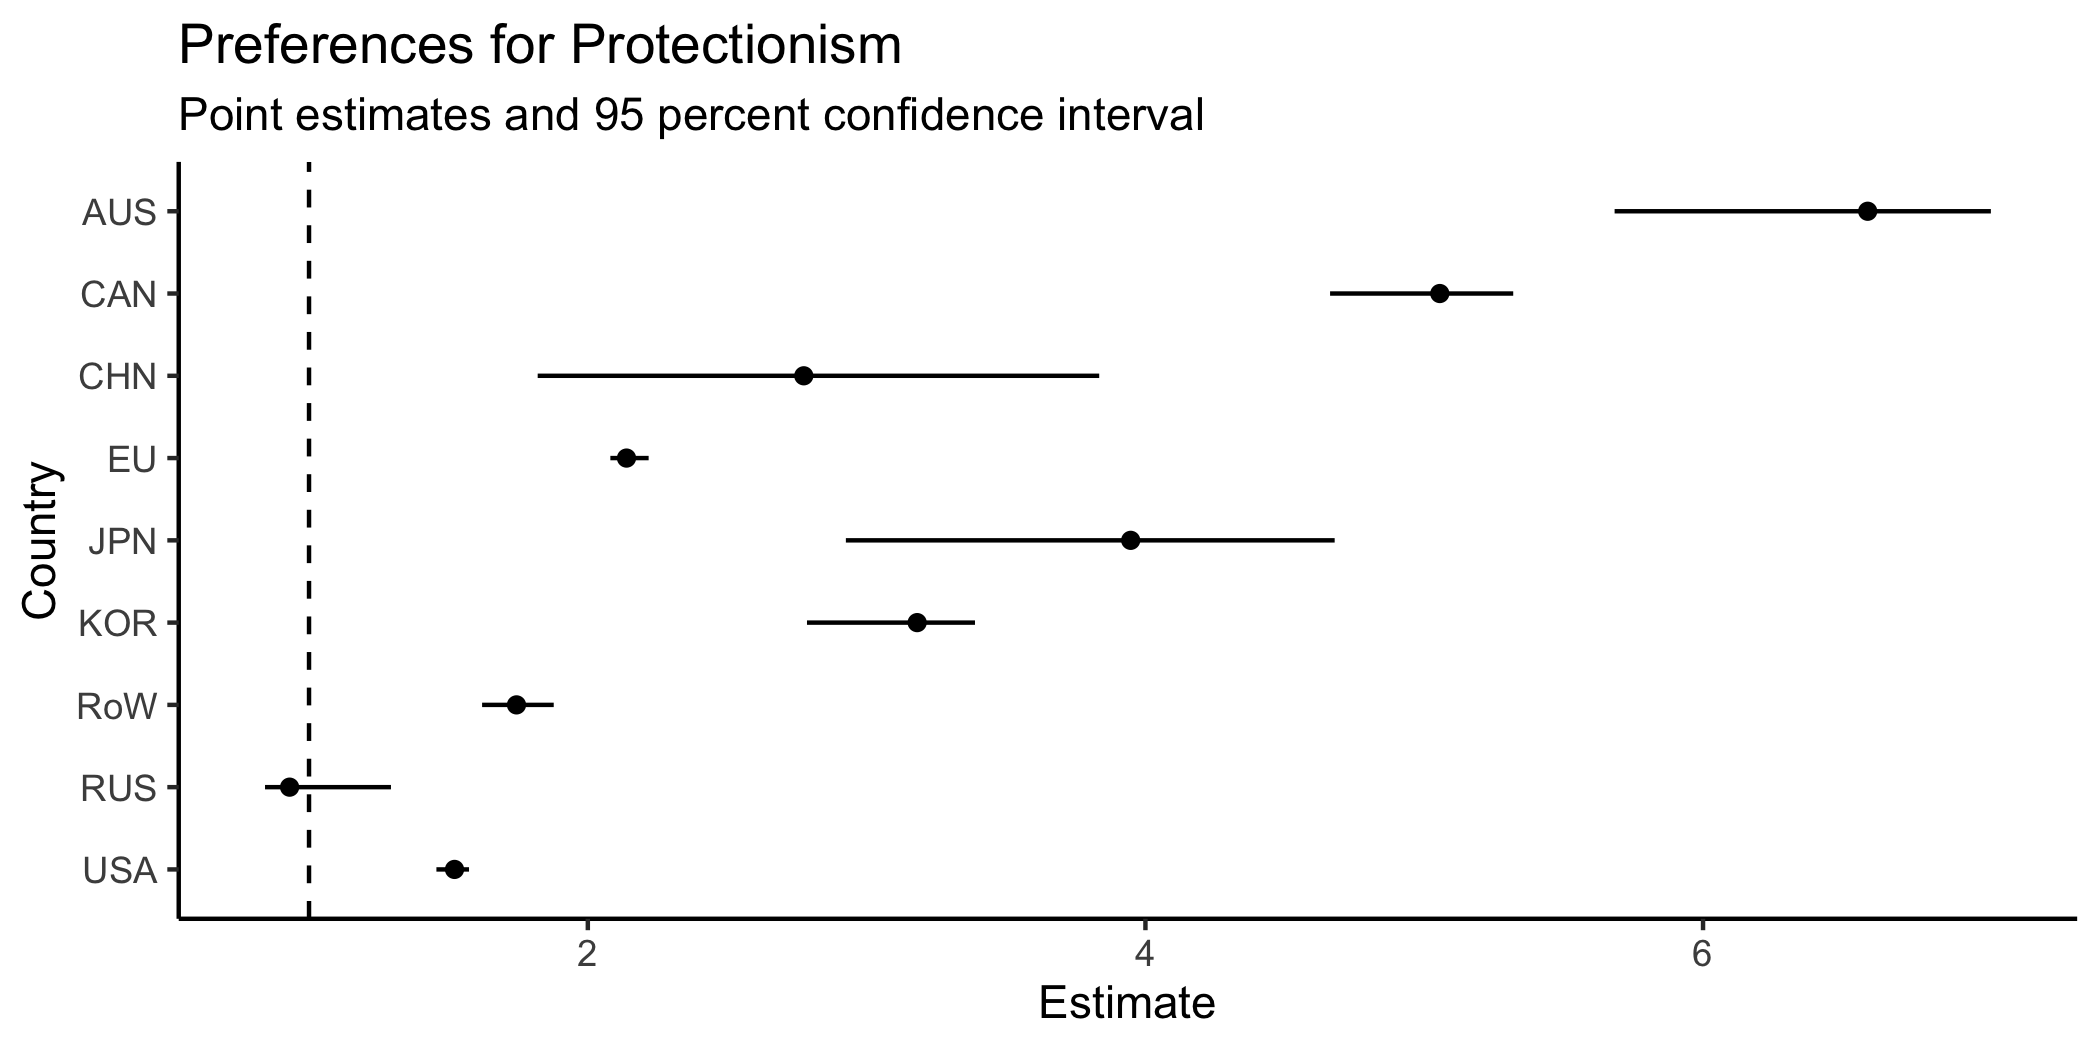 Preferences for Protectionism
Point estimates and 95 percent confidence interval
Country
AUS
CAN
CHN
EU
JPN
KOR
RoW
RUS
USA
2 4 6
Estimate